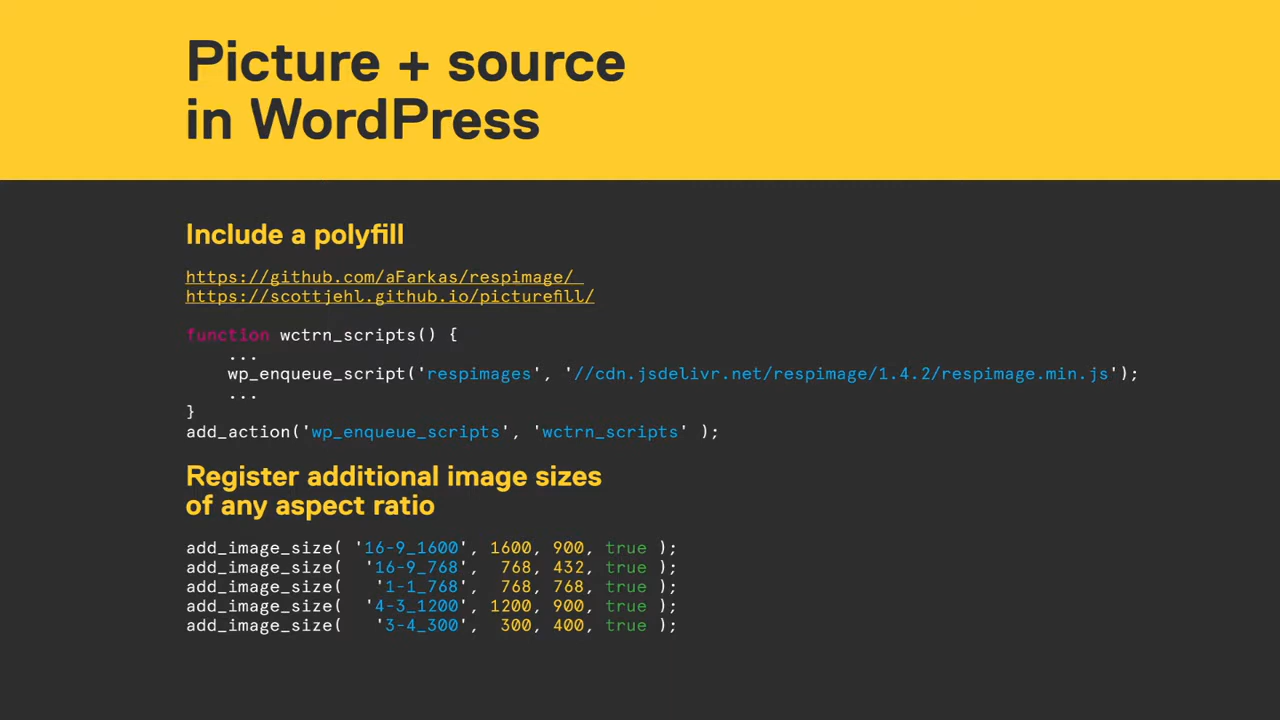 Picture + source
in WordPress
Include a polyfill
https://github.com/aFarkas/respimage/
https://scottjehl.github.io/picturefill/
function wctrn_scripts() {
...
wp_enqueue_script('respimages', '//cdn.jsdelivr.net/respimage/1.4.2/respimage.min.js');
...
}
add_action('wp_enqueue_scripts', 'wctrn_scripts' );
Register additional image sizes
of any aspect ratio
add_image_size( '16-9_1600', 1600, 900, true );
add_image_size(   '16-9_768',  768, 432, true );
add_image_size(    '1-1_768',  768, 768, true );
add_image_size(   '4-3_1200', 1200, 900, true );
add_image_size(    '3-4_300',  300, 400, true );